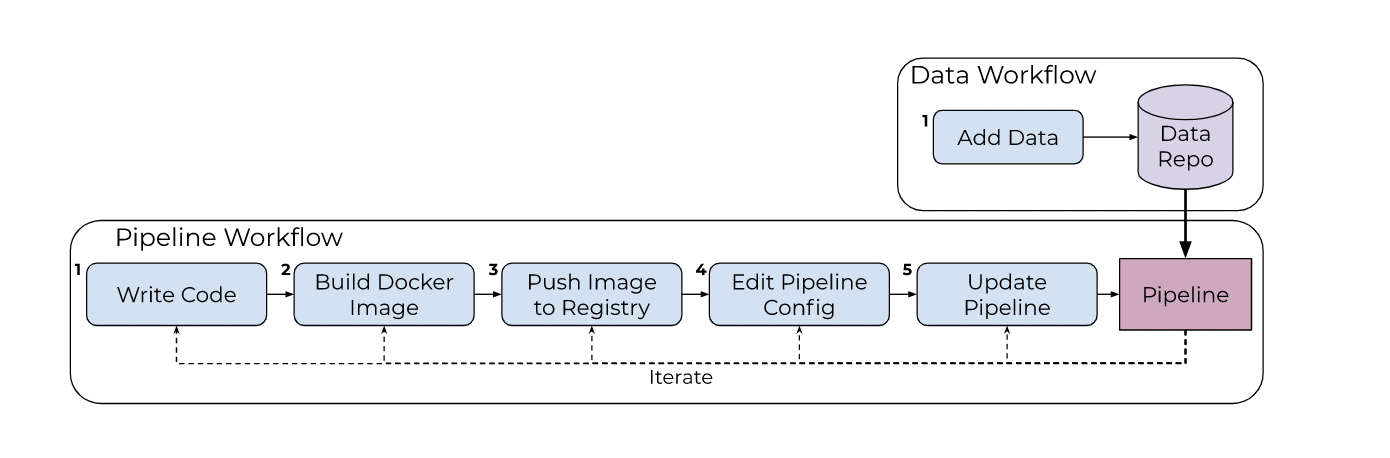 Data Workflow
1
Add Data
Data
Repo
Pipeline Workflow
1
Write Code
2
Build Docker
Image
3
Push Image
to Registry
4
Edit Pipeline
Config
5
Update
Pipeline
Pipeline
Iterate